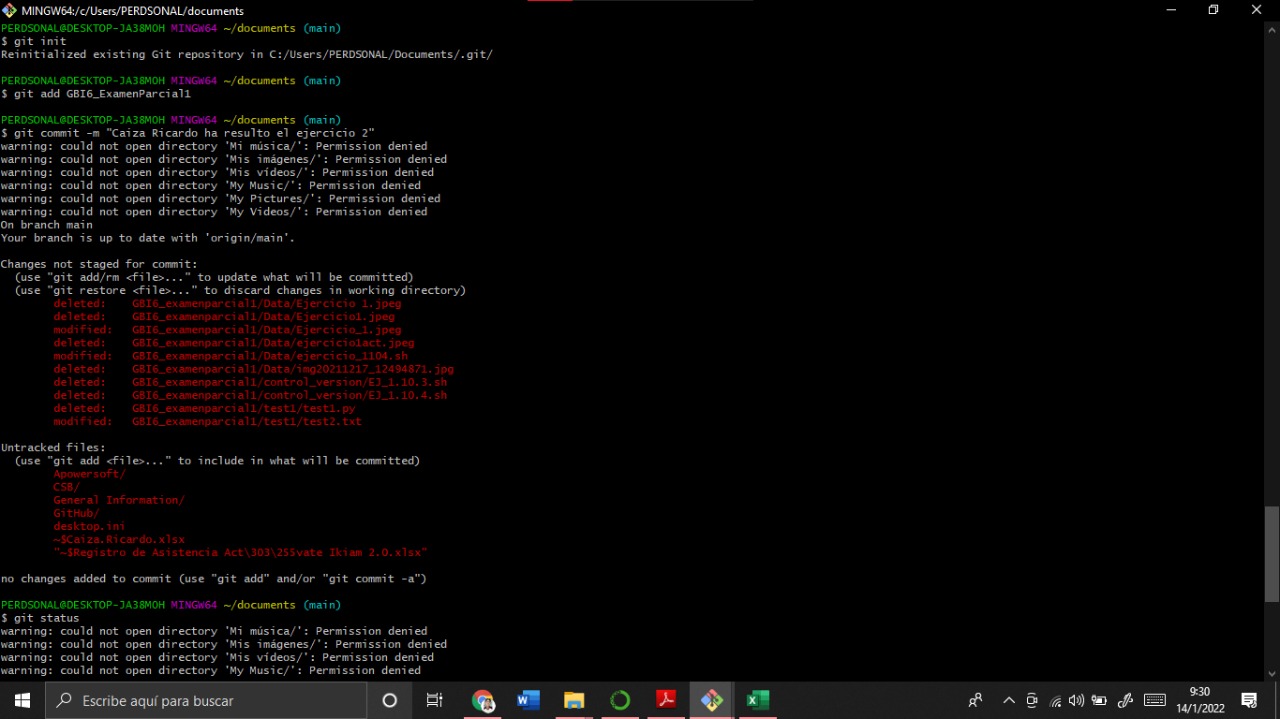 MINGW64:/c/Users/PERDSONAL/documents
PERDSONAL@DESKTOP-JA38MOH MINGW64 ~/documents (main)
$ git init
Reinitialized existing Git repository in C:/Users/PERDSONAL/Documents/.git/
PERDSONAL@DESKTOP-JA38MOH MINGW64 ~/documents (main)
$ git add GBI6_ExamenParcial1
PERDSONAL@DESKTOP-JA38MOH MINGW64 ~/documents (main)
$ git commit -m "Caiza Ricardo ha resulto el ejercicio 2"
warning: could not open directory 'Mi música/': Permission denied
warning: could not open directory 'Mis imágenes/': Permission denied
warning: could not open directory 'Mis vídeos/': Permission denied
warning: could not open directory 'My Music/': Permission denied
warning: could not open directory 'My Pictures/': Permission denied
warning: could not open directory 'My Videos/': Permission denied
On branch main
Your branch is up to date with 'origin/main'.
Changes not staged for commit:
(use "git add/rm <file>..." to update what will be committed)
(use "git restore <file>..." to discard changes in working directory)
deleted: GBI6_examenparcial1/Data/Ejercicio 1.jpeg
deleted: GBI6_examenparcial1/Data/Ejercicio1.jpeg
modified: GBI6_examenparcial1/Data/Ejercicio_1.jpeg
deleted: GBI6_examenparcial1/Data/ejercicio1act.jpeg
modified: GBI6_examenparcial1/Data/ejercicio_1104.sh
deleted: GBI6_examenparcial1/Data/img20211217_12494871.jpg
deleted: GBI6_examenparcial1/control_version/EJ_1.10.3.sh
deleted: GBI6_examenparcial1/control_version/EJ_1.10.4.sh
deleted: GBI6_examenparcial1/test1/test1.py
modified: GBI6_examenparcial1/test1/test2.txt
Untracked files:
(use "git add <file>..." to include in what will be committed)
Apowersoft/
CSB/
General Information/
GitHub/
desktop.ini
~$Caiza.Ricardo.xlsx
"~$Registro de Asistencia Act\303\255vate Ikiam 2.0.xlsx"
no changes added to commit (use "git add" and/or "git commit -a")
PERDSONAL@DESKTOP-JA38MOH MINGW64 ~/documents (main)
$ git status
warning: could not open directory 'Mi música/': Permission denied
warning: could not open directory 'Mis imágenes/': Permission denied
warning: could not open directory 'Mis vídeos/': Permission denied
warning: could not open directory 'My Music/': Permission denied
Escribe aquí para buscar
9:30
14/1/2022